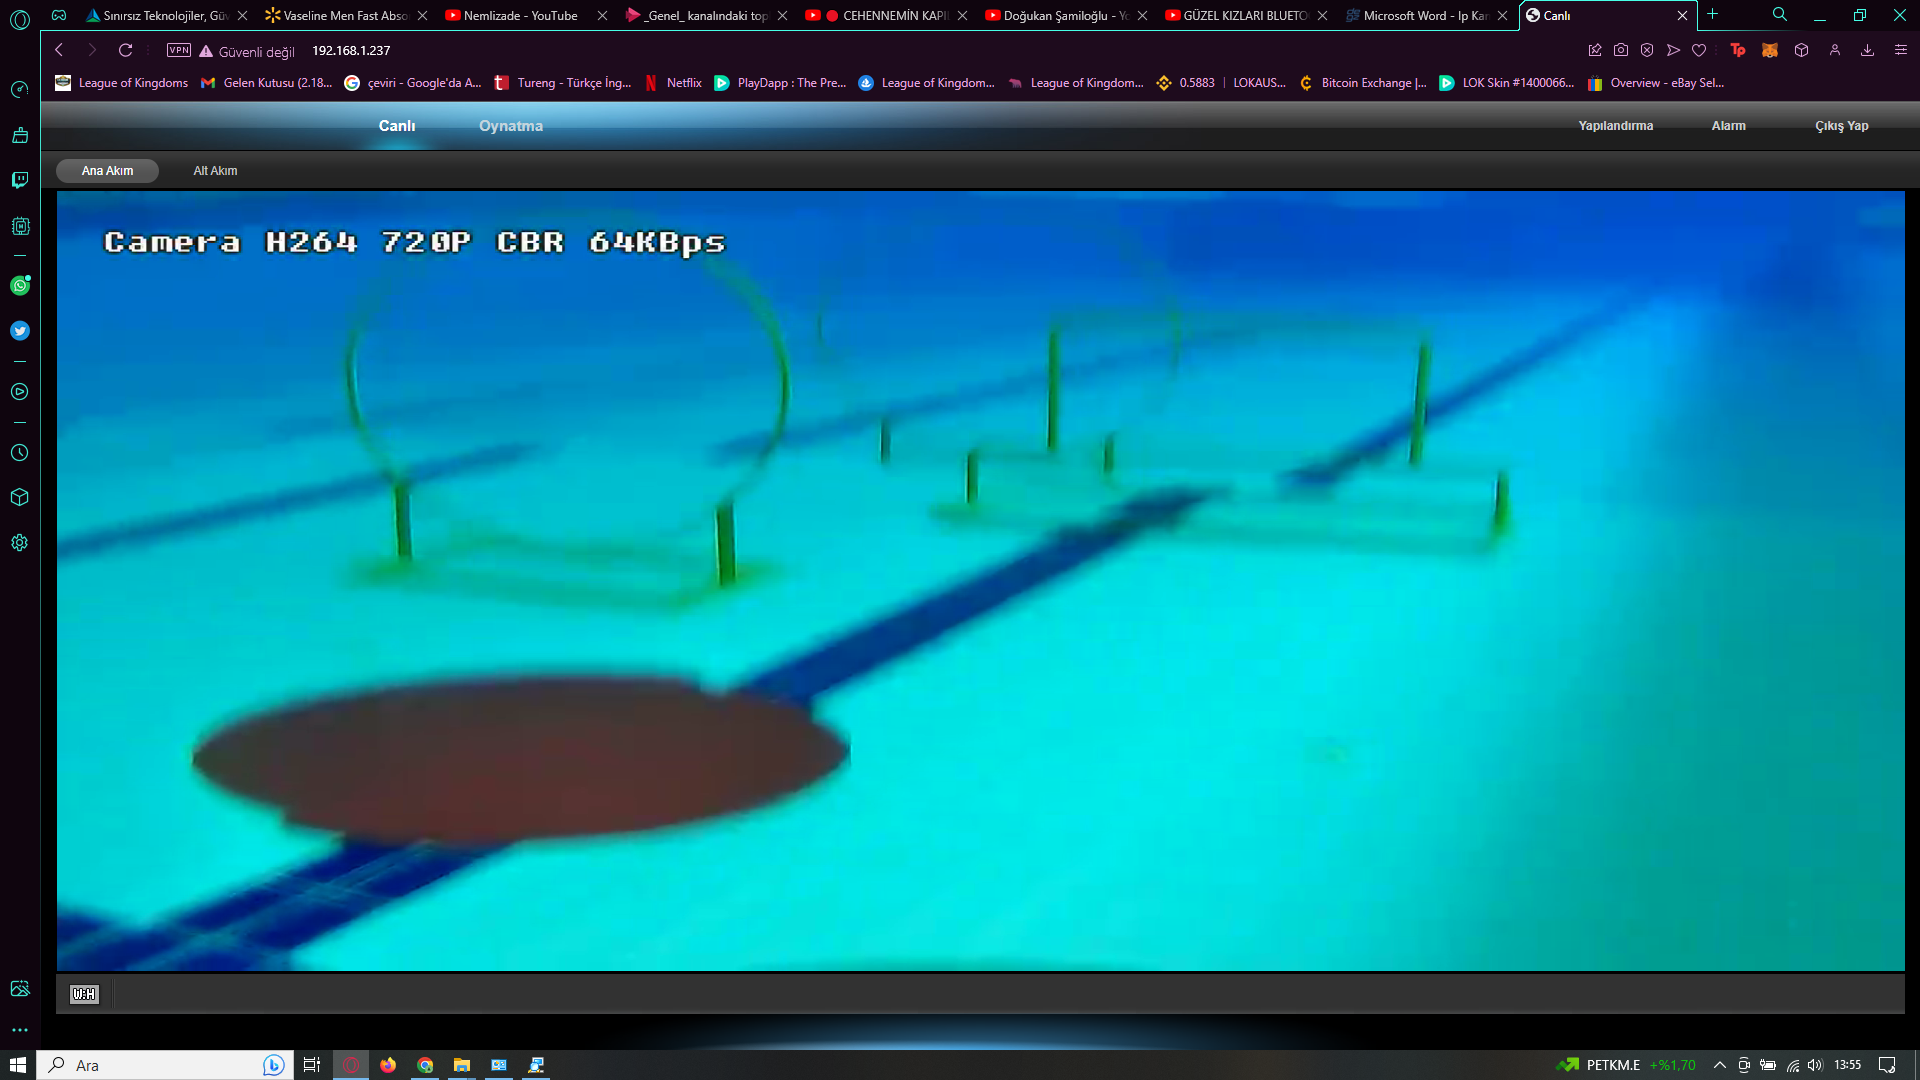 Sınırsız Teknolojiler, Güv
Vaseline Men Fast Abso
Nemlizade - YouTube
_Genel_ kanalındaki top
CEHENNEMİN KAPI
Doğukan Şamiloğlu - Yo
GÜZEL KIZLARI BLUETO
Microsoft Word - Ip Kam
Canlı
VPN
Güvenli değil
192.168.1.237
League of Kingdoms
Gelen Kutusu (2.18...
çeviri - Google'da A...
Tureng - Türkçe İng...
Netflix
PlayDapp : The Pre...
League of Kingdom...
League of Kingdom...
0.5883 | LOKAUS...
Bitcoin Exchange |...
LOK Skin #1400066...
Overview - eBay Sel...
Canlı
Oynatma
Yapılandırma
Alarm
Çıkış Yap
Ana Akım
Alt Akım
Camera H264 720P CBR 64KBps
W:H
Ara
PETKM.E +%1,70
13:55